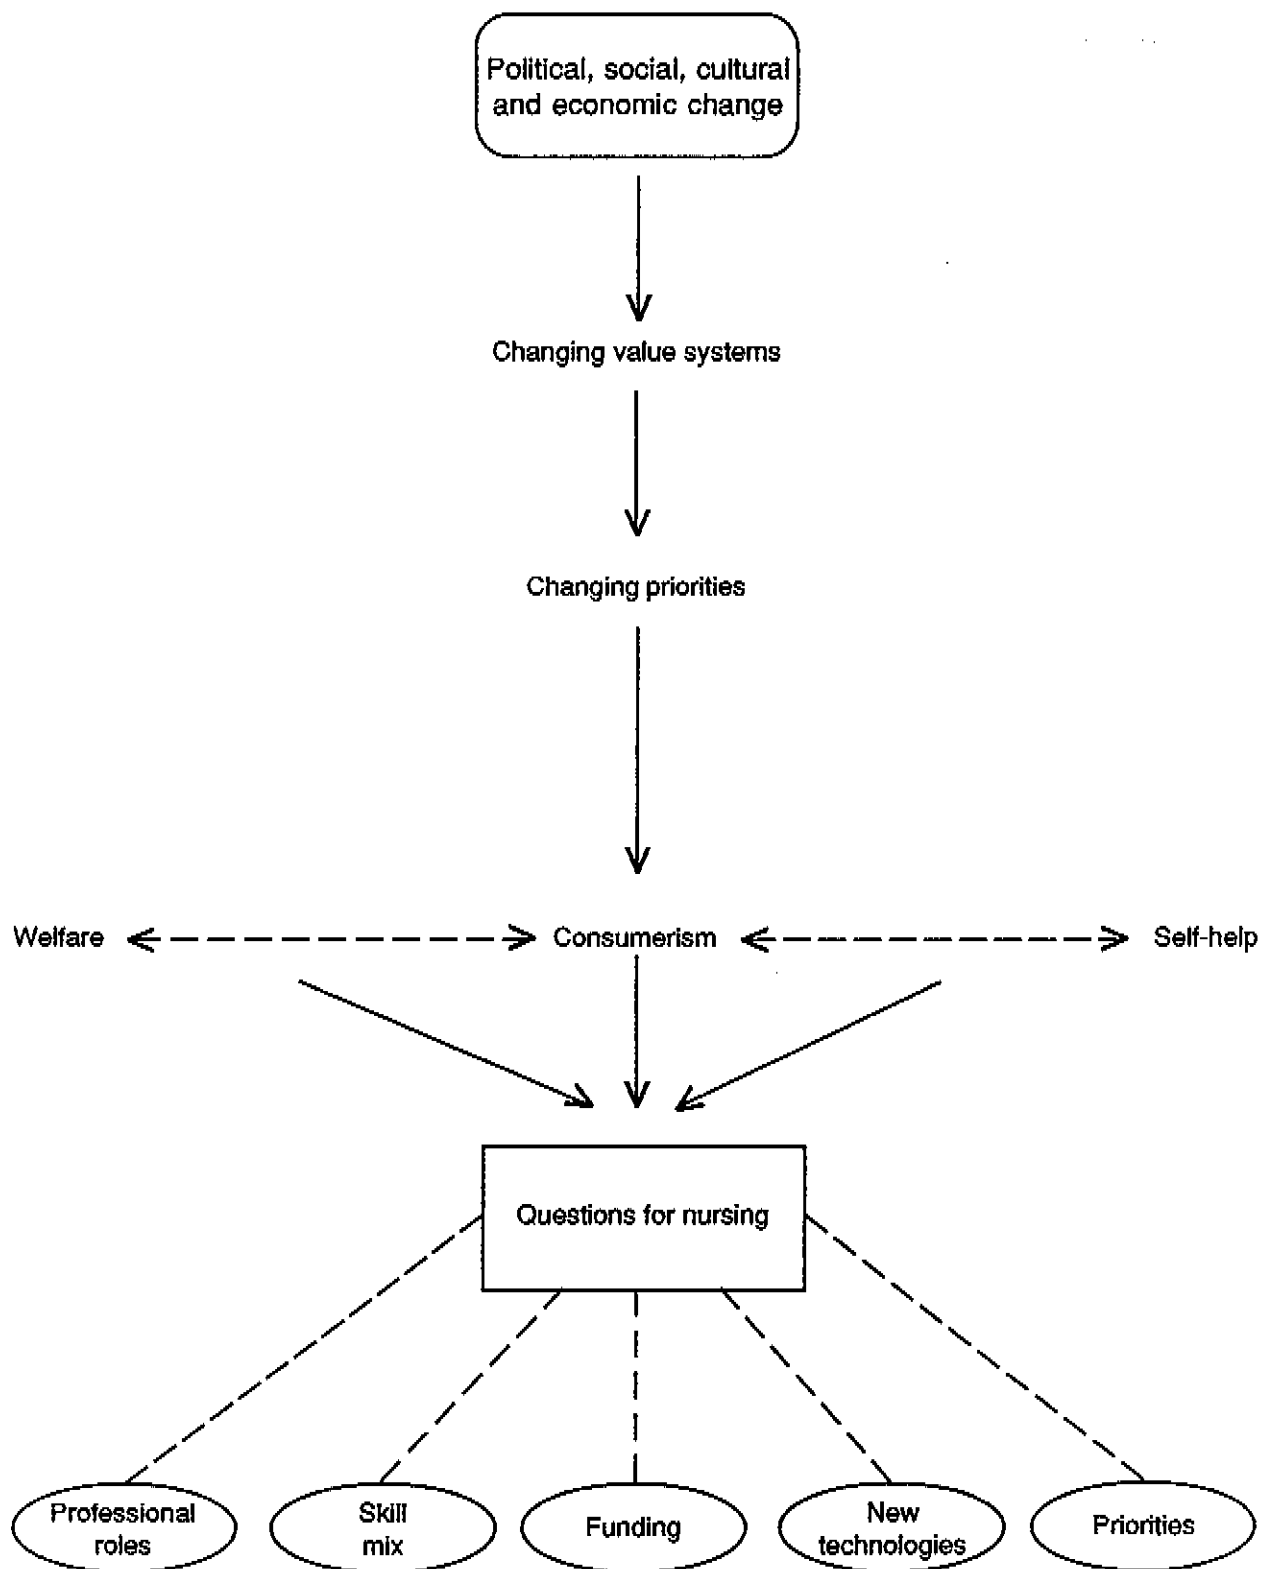 Political, social, cultural
and economic change
Changing value systems
Changing priorities
Welfare
Consumerism
Self-help
Questions for nursing
Professional
roles
Skill
mix
Funding
New
technologies
Priorities